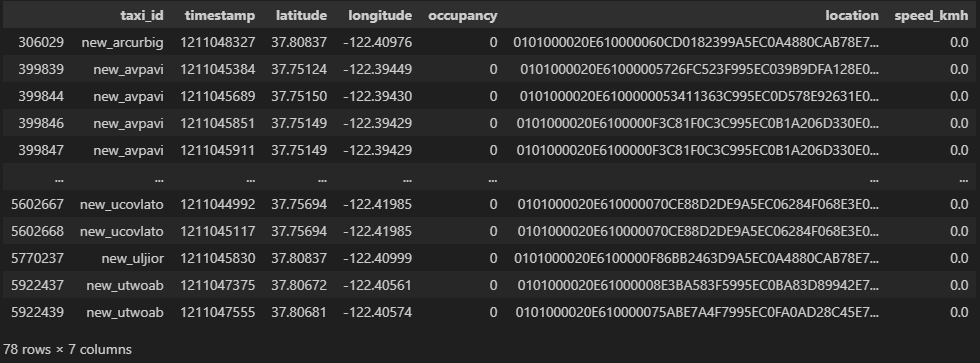 taxi_id timestamp latitude longitude occupancy location speed_kmh
306029 new_arcurbig 1211048327 37.80837 -122.40976 0 0101000020E610000060CD0182399A5EC0A4880CAB78E7... 0.0
399839 new_avpavi 1211045384 37.75124 -122.39449 0 0101000020E61000005726FC523F995EC039B9DFA128E0... 0.0
399844 new_avpavi 1211045689 37.75150 -122.39430 0 0101000020E6100000053411363C995EC0D578E92631E0... 0.0
399846 new_avpavi 1211045851 37.75149 -122.39429 0 0101000020E6100000F3C81F0C3C995EC0B1A206D330E0... 0.0
399847 new_avpavi 1211045911 37.75149 -122.39429 0 0101000020E6100000F3C81F0C3C995EC0B1A206D330E0... 0.0
... ... ... ... ... ... ... ...
5602667 new_ucovlato 1211044992 37.75694 -122.41985 0 0101000020E610000070CE88D2DE9A5EC06284F068E3E0... 0.0
5602668 new_ucovlato 1211045117 37.75694 -122.41985 0 0101000020E610000070CE88D2DE9A5EC06284F068E3E0... 0.0
5770237 new_uljior 1211045830 37.80837 -122.40999 0 0101000020E6100000F86BB2463D9A5EC0A4880CAB78E7... 0.0
5922437 new_utwoab 1211047375 37.80672 -122.40561 0 0101000020E61000008E3BA583F5995EC0BA83D89942E7... 0.0
5922439 new_utwoab 1211047555 37.80681 -122.40574 0 0101000020E610000075ABE7A4F7995EC0FA0AD28C45E7... 0.0
78 rows × 7 columns